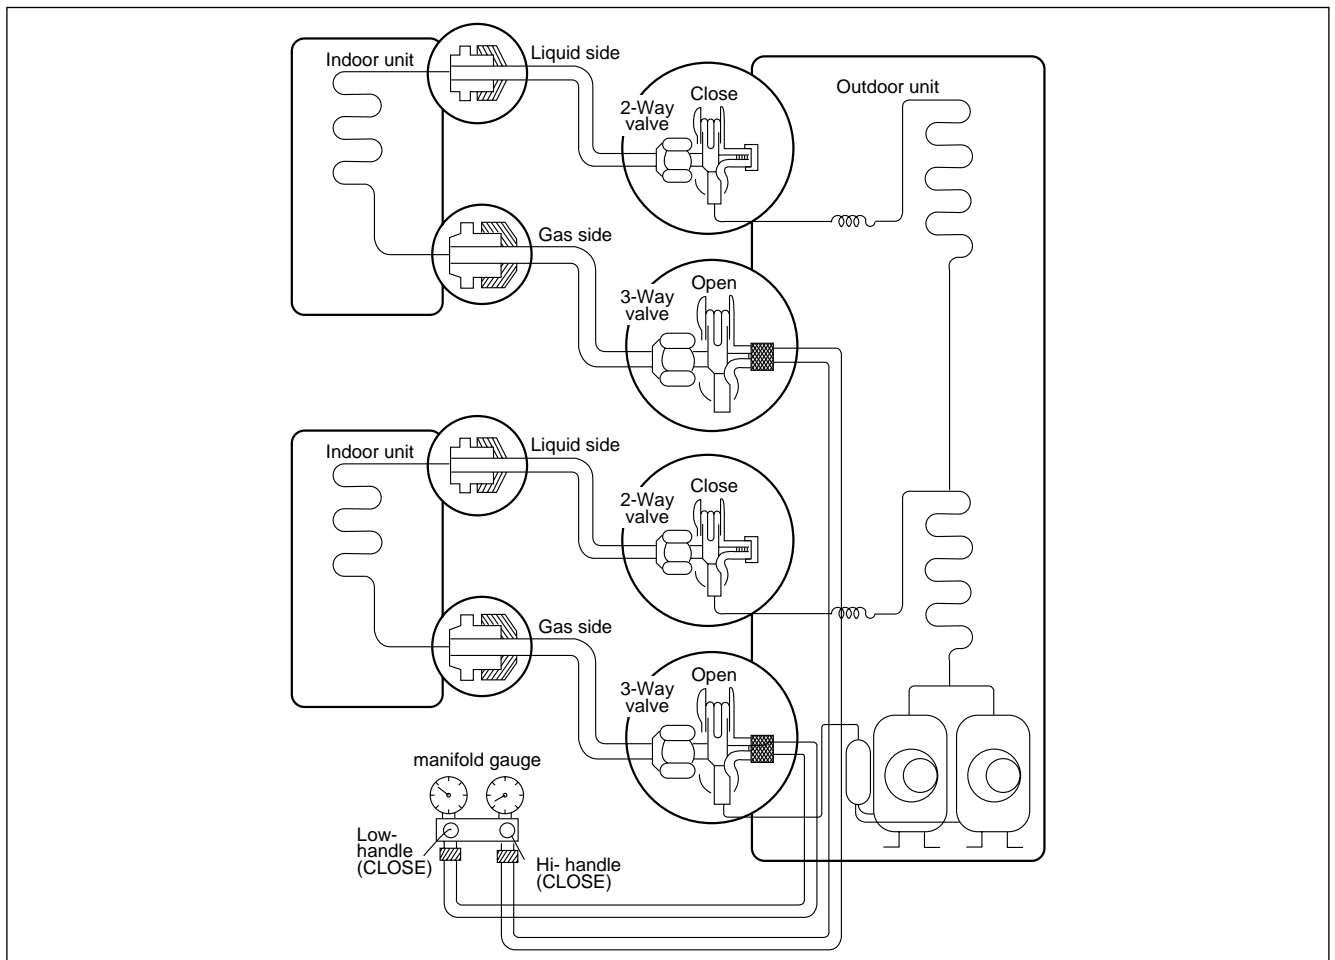 Indoor unit
Liquid side
2-Way
valve
Close
Outdoor unit
Gas side
3-Way
valve
Open
Indoor unit
Liquid side
2-Way
valve
Close
Gas side
3-Way
valve
Open
manifold gauge
Low-
handle
(CLOSE)
Hi- handle
(CLOSE)